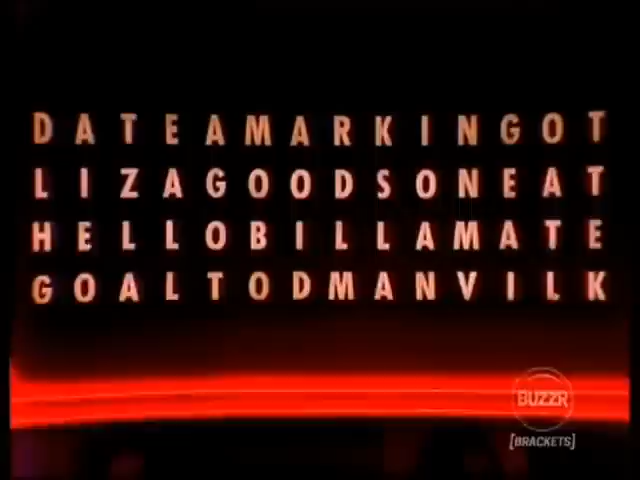 DATEAMARKINGOT
LIZAGOODSONEAT
HELLOBILLAMATE
GOALTODMANVILK
BUZZR
[BRACKETS]